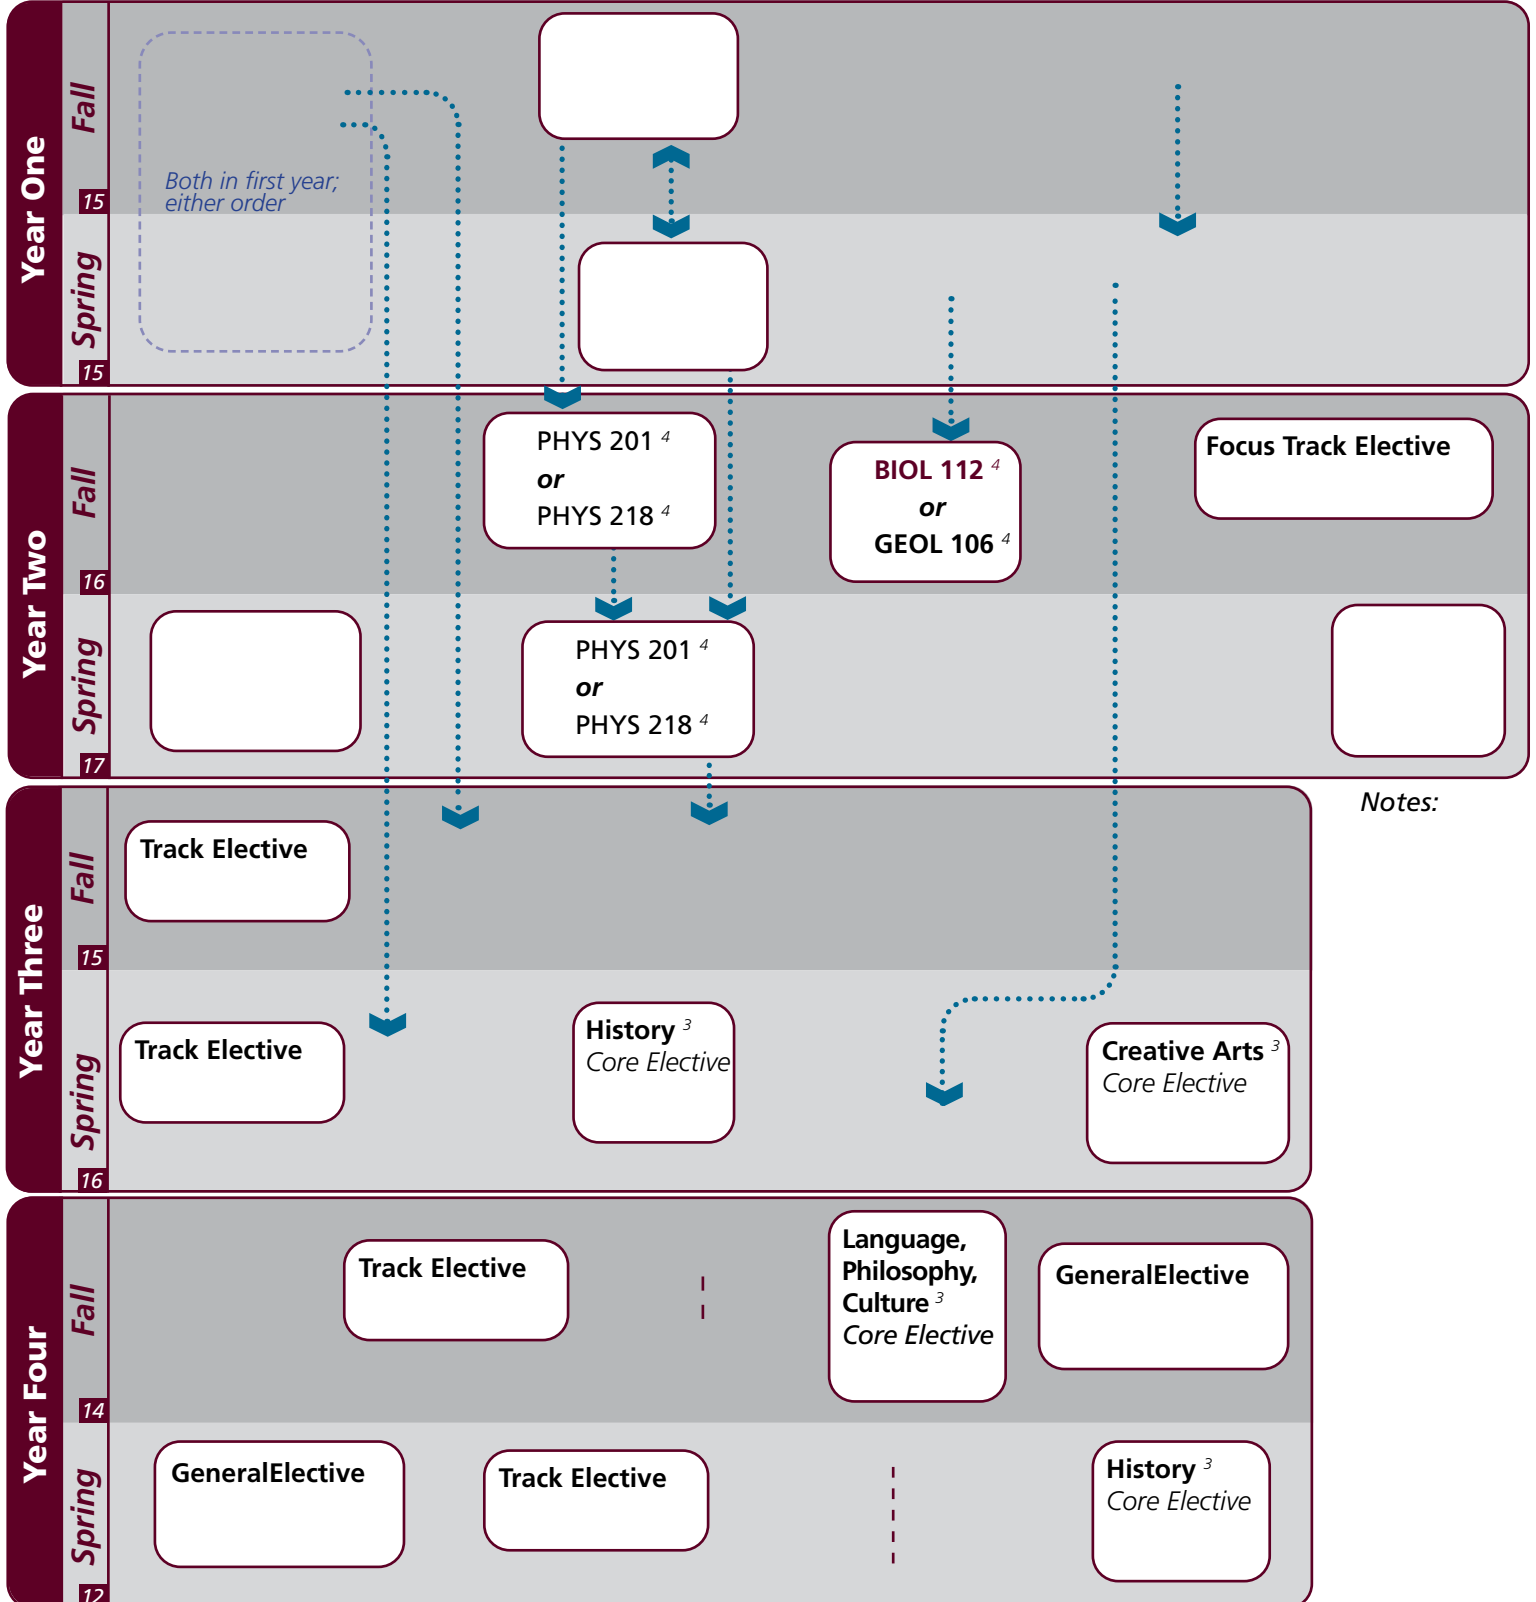 Year One
Fall
Both in first year;
either order
15
Spring
15
Year Two
Fall
PHYS 201 4
or
PHYS 218 4
BIOL 112 4
or
GEOL 106 4
Focus Track Elective
16
Spring
PHYS 201 4
or
PHYS 218 4
17
Notes:
Year Three
Fall
Track Elective
15
Spring
Track Elective
History 3
Core Elective
Creative Arts 3
Core Elective
16
Year Four
Fall
Track Elective
Language,
Philosophy,
Culture 3
Core Elective
GeneralElective
14
Spring
GeneralElective
Track Elective
History 3
Core Elective
12